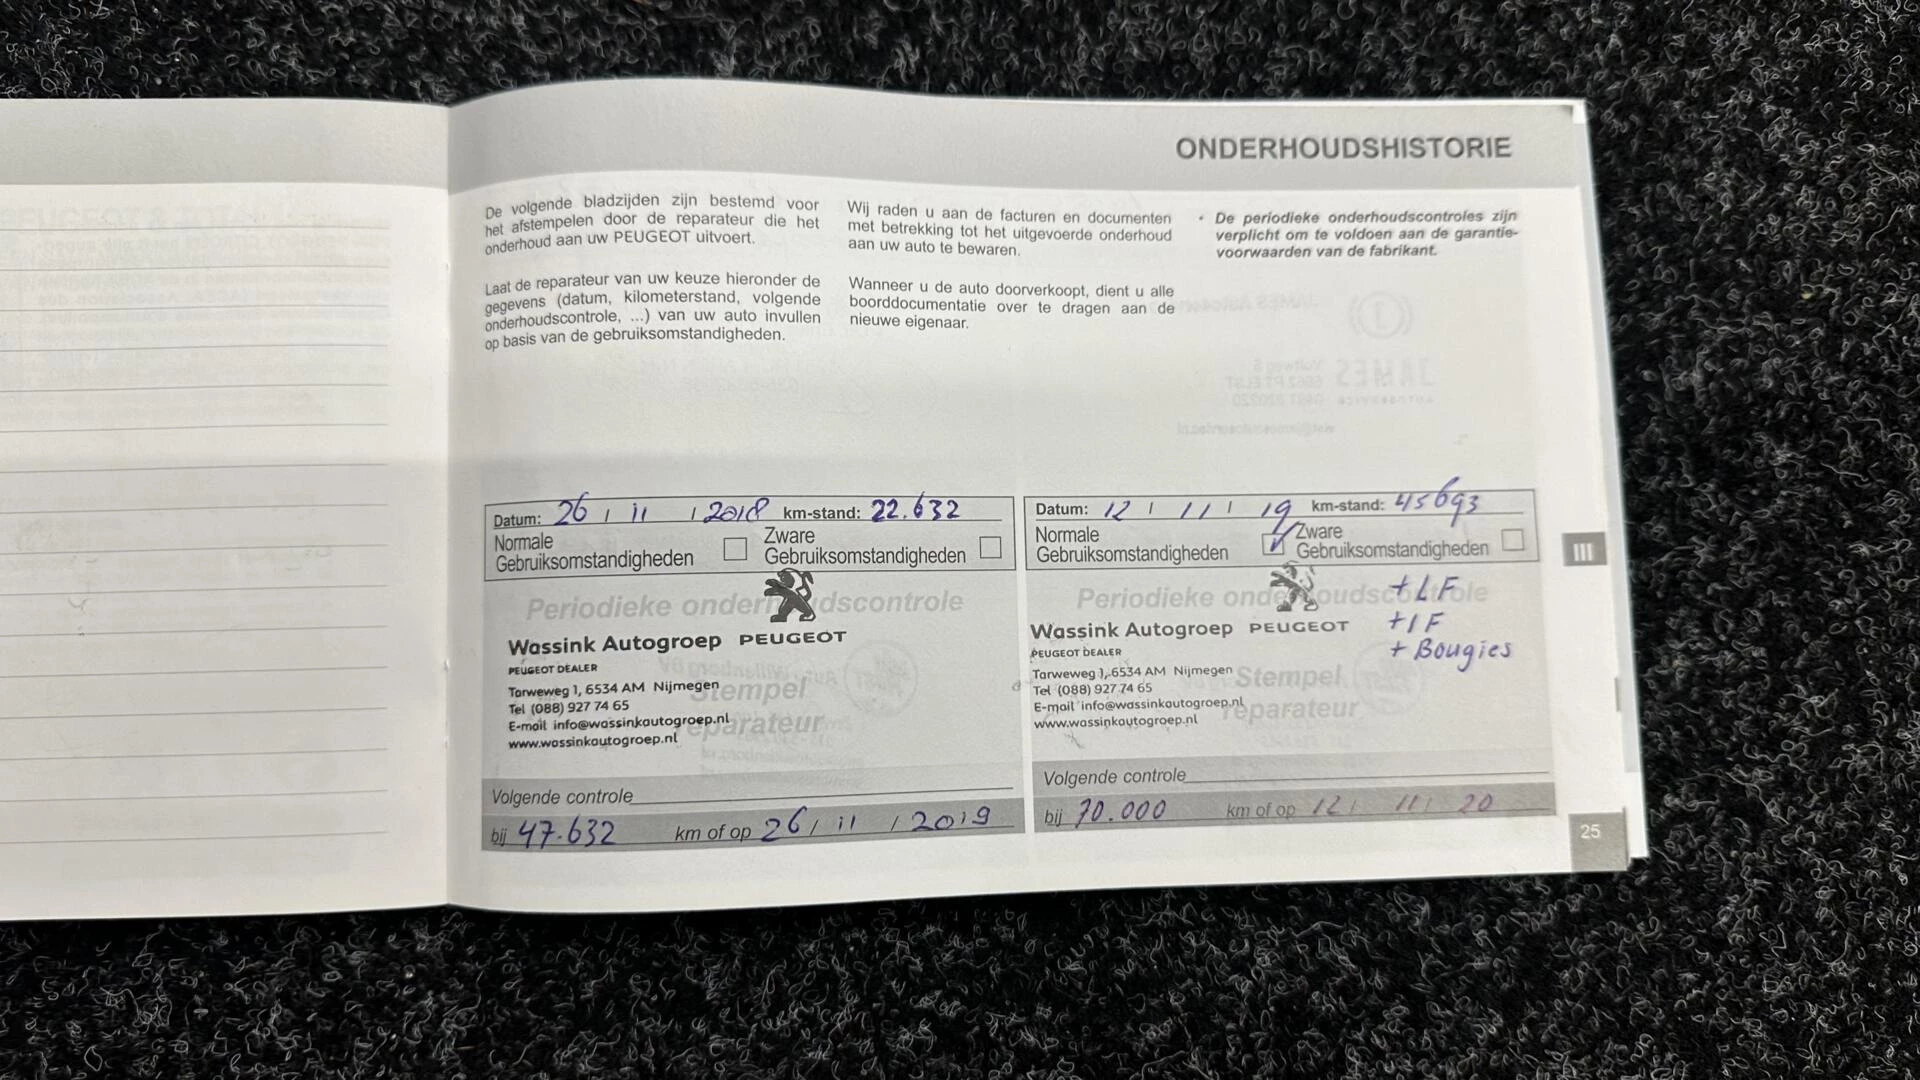 ONDERHOUDSHISTORIE
De volgende bladzijden zijn bestemd voor
het afstempelen door de reparateur die het
onderhoud aan uw PEUGEOT uitvoert.
Laat de reparateur van uw keuze hieronder de
gegevens (datum, kilometerstand, volgende
onderhoudscontrole, ...) van uw auto invullen
op basis van de gebruiksomstandigheden.
Wij raden u aan de facturen en documenten
met betrekking tot het uitgevoerde onderhoud
aan uw auto te bewaren.
Wanneer u de auto doorverkoopt, dient u alle
boorddocumentatie over te dragen aan de
nieuwe eigenaar.
• De periodieke onderhoudscontroles zijn
verplicht om te voldoen aan de garantie-
voorwaarden van de fabrikant.
Datum: 26 / 11 / 2018 km-stand: 22.632
Normale
Gebruiksomstandigheden
Zware
Gebruiksomstandigheden
Periodieke onderhoudscontrole
Wassink Autogroep PEUGEOT
PEUGEOT DEALER
Tarweweg 1, 6534 AM Nijmegen
Tel (088) 927 74 65
E-mail info@wassinkautogroep.nl
www.wassinkautogroep.nl
Stempel
reparateur
Volgende controle
bij 47.632 km of op 26 / 11 / 2019
Datum: 12 / 11 / 19 km-stand: 45693
Normale
Gebruiksomstandigheden
Zware
Gebruiksomstandigheden
Periodieke onderhoudscontrole
+ LF
+ IF
+ Bougies
Wassink Autogroep PEUGEOT
PEUGEOT DEALER
Tarweweg 1, 6534 AM Nijmegen
Tel (088) 927 74 65
E-mail info@wassinkautogroep.nl
www.wassinkautogroep.nl
Stempel
reparateur
Volgende controle
bij 70.000 km of op 12 / 11 / 20
III
25